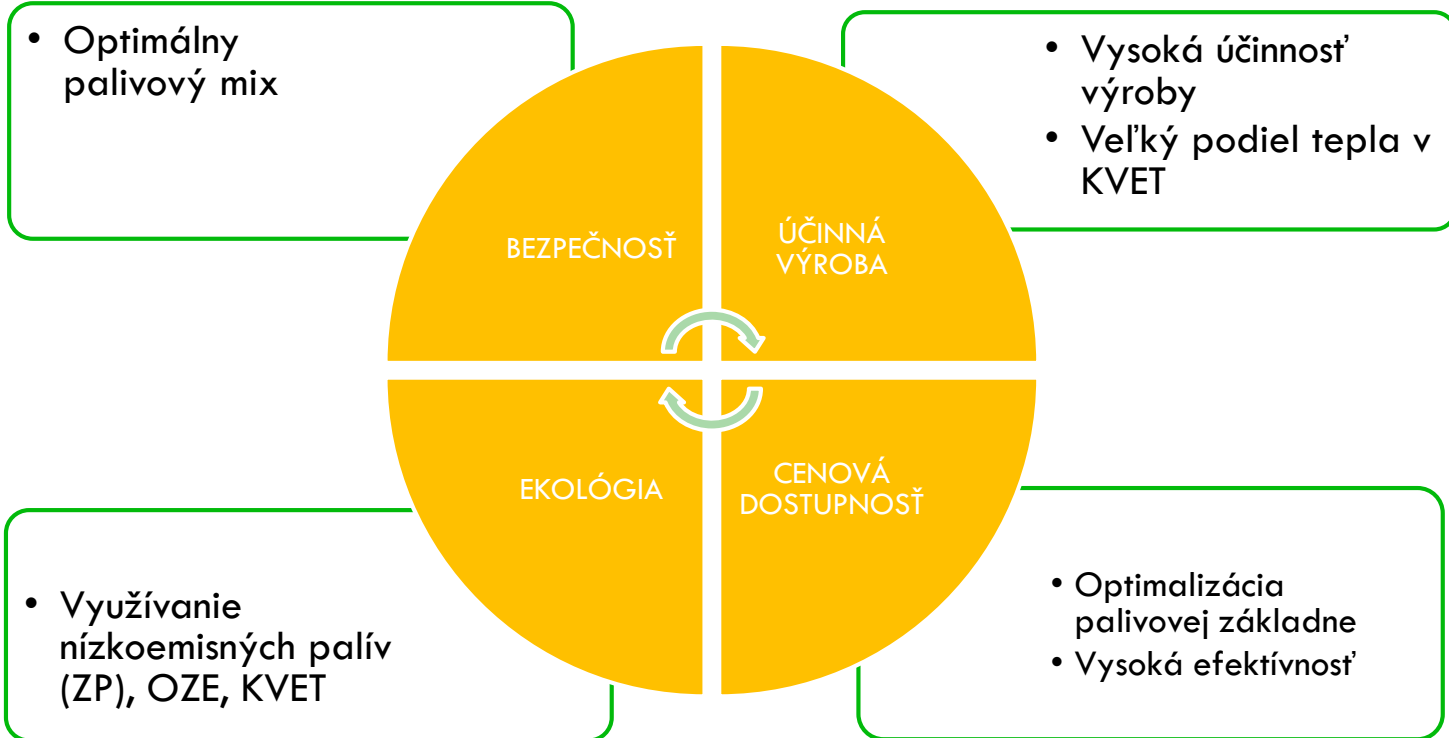 • Optimálny
palivový mix
• Vysoká účinnosť
výroby
• Veľký podiel tepla v
KVET
BEZPEČNOSŤ
ÚČINNÁ
VÝROBA
EKOLÓGIA
CENOVÁ
DOSTUPNOSŤ
• Využívanie
nízkoemisných palív
(ZP), OZE, KVET
• Optimalizácia
palivovej základne
• Vysoká efektívnosť